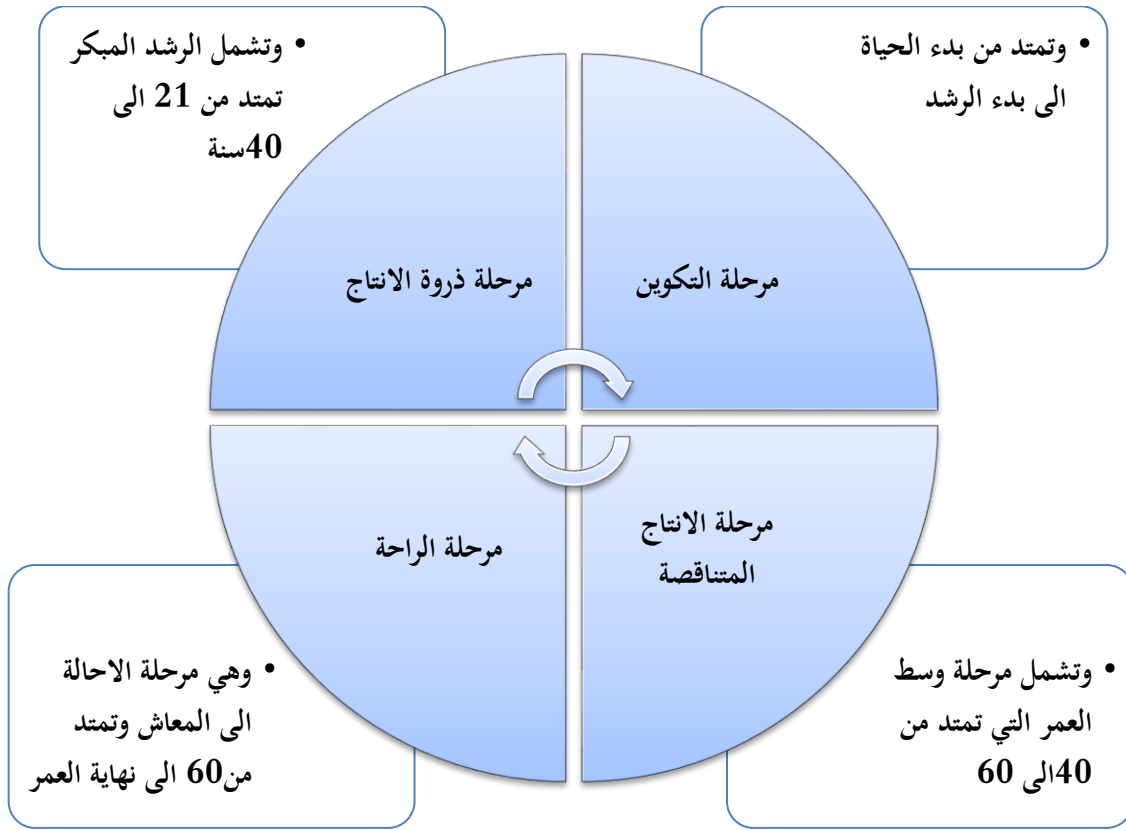 • وتمتد من بدء الحياة
الى بدء الرشد
مرحلة التكوين
• وتشمل الرشد المبكر
تمتد من 21 الى
40سنة
مرحلة ذروة الانتاج
مرحلة الانتاج
المتناقصة
• وتشمل مرحلة وسط
العمر التي تمتد من
40الى 60
مرحلة الراحة
• وهي مرحلة الاحالة
الى المعاش وتمتد
من60 الى نهاية العمر